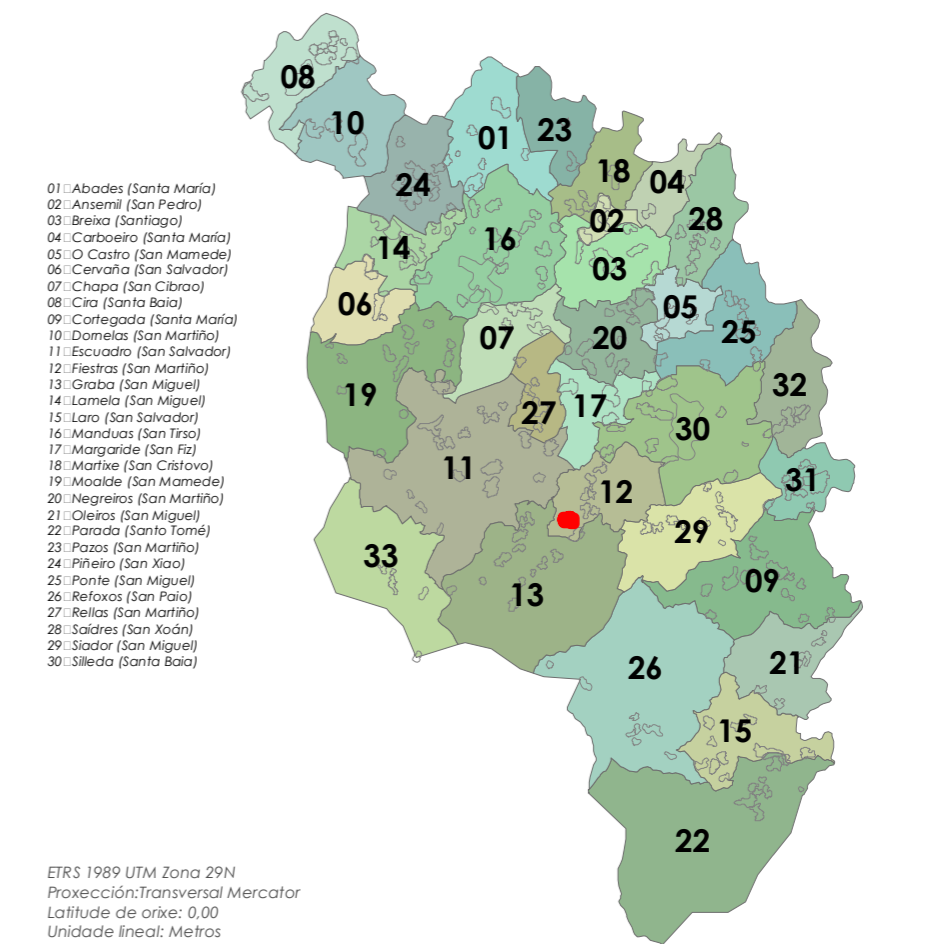 08
10
01
23
24
18
04
02
28
14
16
03
06
05
07
20
25
19
27
17
30
32
11
12
31
33
29
13
09
26
21
15
22
01 Abades (Santa María)
02 Ansemil (San Pedro)
03 Breixa (Santiago)
04 Carboeiro (Santa María)
05 O Castro (San Mamede)
06 Cervaña (San Salvador)
07 Chapa (San Cibrao)
08 Cira (Santa Baia)
09 Cortegada (Santa María)
10 Dornelas (San Martiño)
11 Escuadro (San Salvador)
12 Fiestras (San Martiño)
13 Graba (San Miguel)
14 Lamela (San Miguel)
15 Laro (San Salvador)
16 Manduas (San Tirso)
17 Margaride (San Fiz)
18 Martixe (San Cristovo)
19 Moalde (San Mamede)
20 Negreiros (San Martiño)
21 Oleiros (San Miguel)
22 Parada (Santo Tomé)
23 Pazos (San Martiño)
24 Piñeiro (San Xiao)
25 Ponte (San Miguel)
26 Refoxos (San Paio)
27 Rellas (San Martiño)
28 Saídres (San Xoán)
29 Siador (San Miguel)
30 Silleda (Santa Baia)
ETRS 1989 UTM Zona 29N
Proxección:Transversal Mercator
Latitude de orixe: 0,00
Unidade lineal: Metros